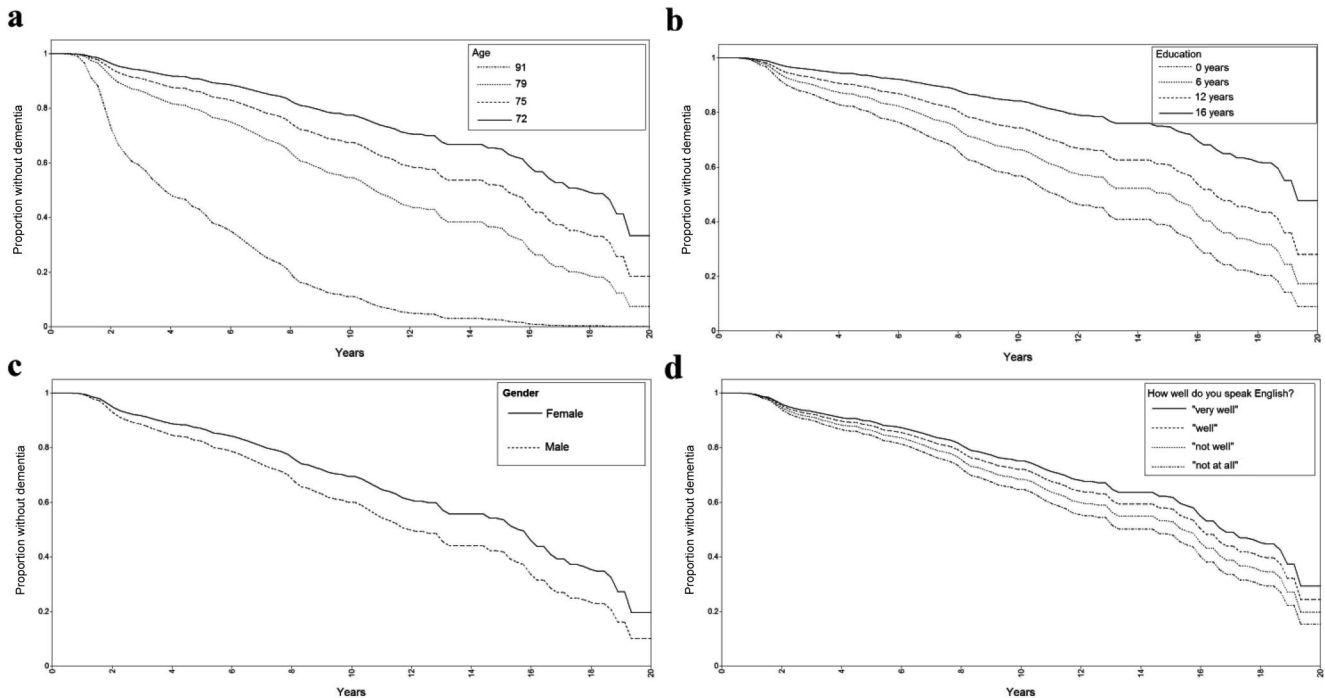 a
Proportion without dementia
1
0.8
0.6
0.4
0.2
0
0 2 4 6 8 10 12 14 16 18 20
Years
Age
91
79
75
72
b
Proportion without dementia
1
0.8
0.6
0.4
0.2
0
0 2 4 6 8 10 12 14 16 18 20
Years
Education
0 years
6 years
12 years
16 years
c
Proportion without dementia
1
0.8
0.6
0.4
0.2
0
0 2 4 6 8 10 12 14 16 18 20
Years
Gender
Female
Male
d
Proportion without dementia
1
0.8
0.6
0.4
0.2
0
0 2 4 6 8 10 12 14 16 18 20
Years
How well do you speak English?
"very well"
"well"
"not well"
"not at all"